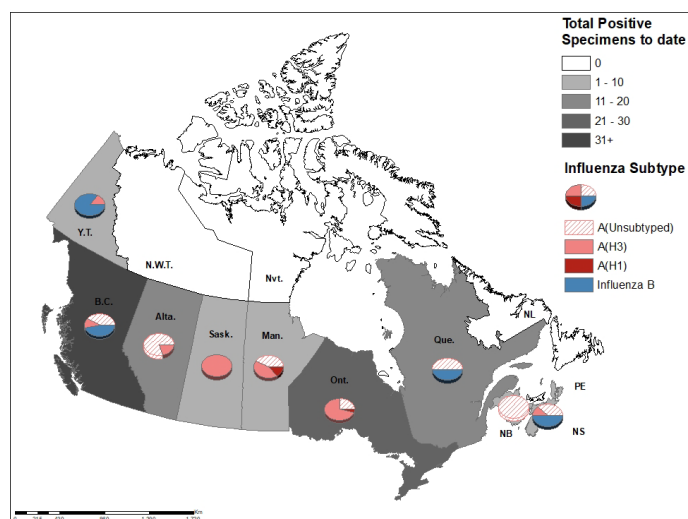 Total Positive
Specimens to date
0
1 - 10
11 - 20
21 - 30
31+
Influenza Subtype
A(Unsubtyped)
A(H3)
A(H1)
Influenza B
Y.T.
N.W.T.
Nvt.
B.C.
Alta.
Sask.
Man.
Ont.
Que.
NL
PE
NB
NS
0
Km